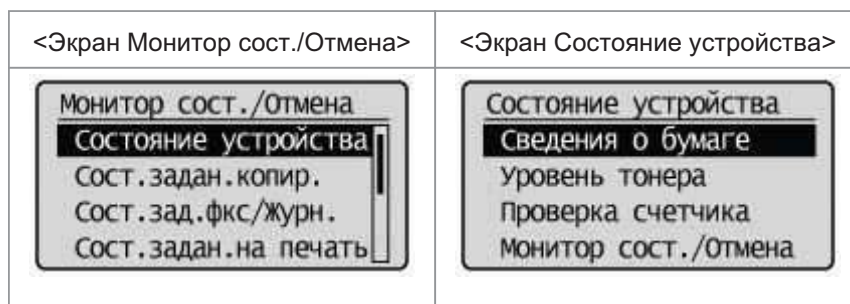 <Экран Монитор сост./Отмена>
<Экран Состояние устройства>
Монитор сост./Отмена
Состояние устройства
Сост.задан.копир.
Сост.зад.фкс/Журн.
Сост.задан.на печать
Состояние устройства
Сведения о бумаге
Уровень тонера
Проверка счетчика
Монитор сост./Отмена